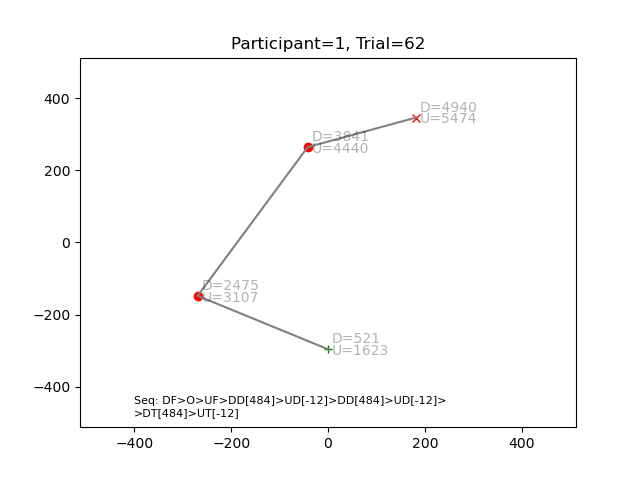 Participant=1, Trial=62
400
200
0
−200
−400
D=4940
U=5474
D=3841
U=4440
D=2475
U=3107
D=521
U=1623
Seq: DF>O>UF>DD[484]>UD[-12]>DD[484]>UD[-12]>
>DT[484]>UT[-12]
−400 −200 0 200 400